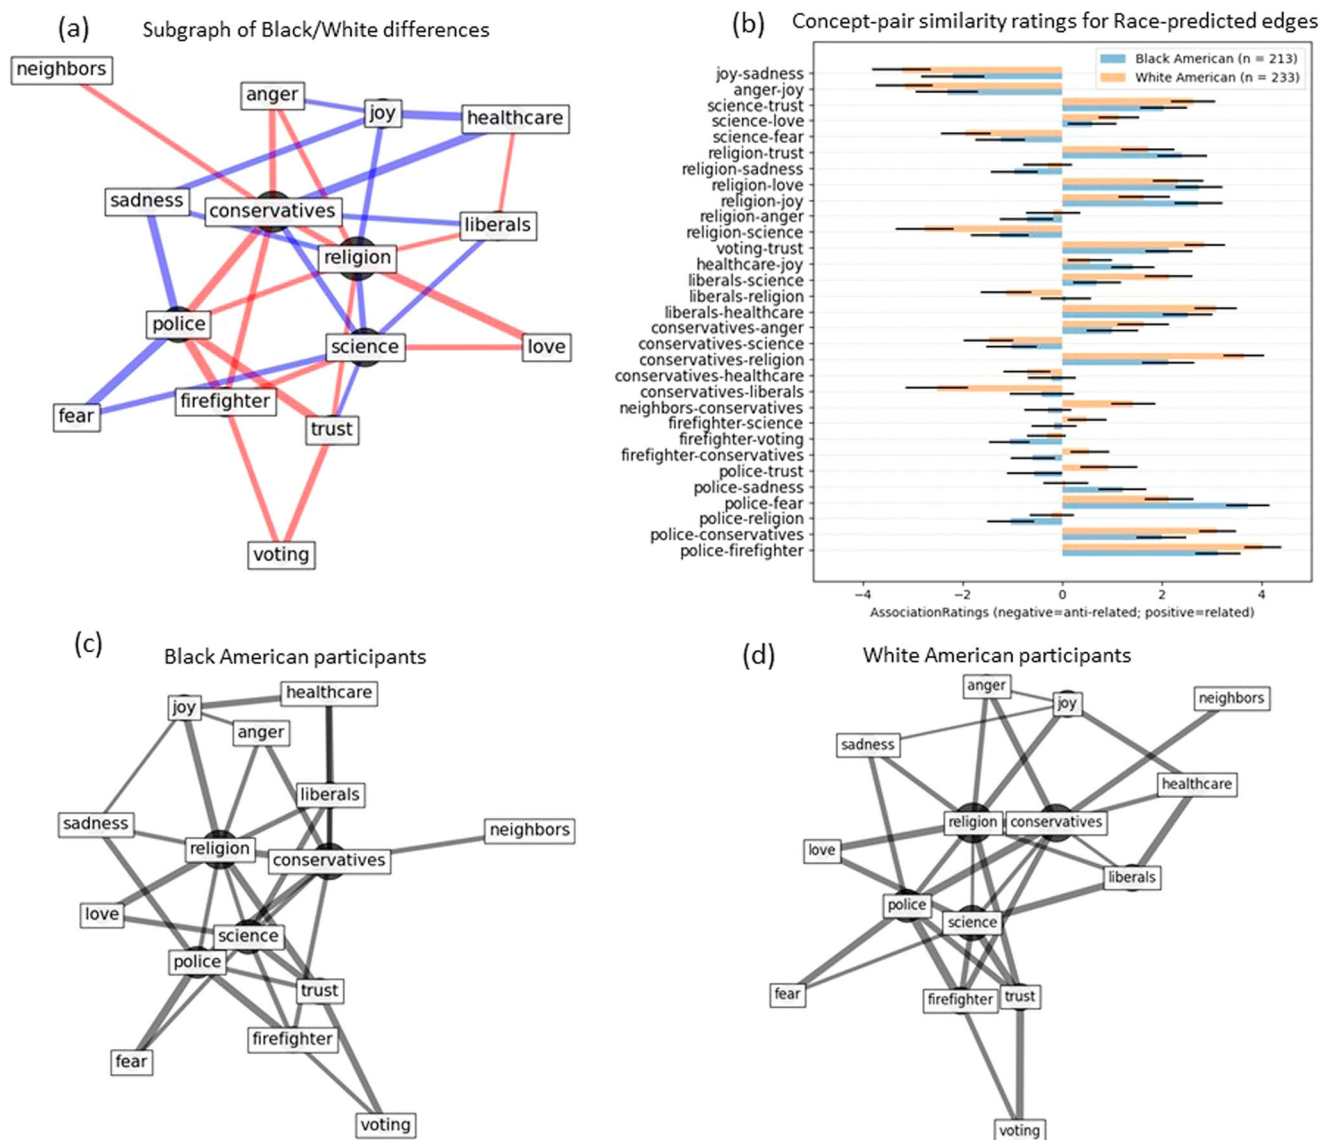 (a)
Subgraph of Black/White differences
neighbors
anger
joy
healthcare
sadness
conservatives
liberals
religion
police
science
love
fear
firefighter
trust
voting
(b)
Concept-pair similarity ratings for Race-predicted edges
Black American (n = 213)
White American (n = 233)
joy-sadness
anger-joy
science-trust
science-love
science-fear
religion-trust
religion-sadness
religion-love
religion-joy
religion-anger
religion-science
voting-trust
healthcare-joy
liberals-science
liberals-religion
liberals-healthcare
conservatives-anger
conservatives-science
conservatives-religion
conservatives-healthcare
conservatives-liberals
neighbors-conservatives
firefighter-science
firefighter-voting
firefighter-conservatives
police-trust
police-sadness
police-fear
police-religion
police-conservatives
police-firefighter
−4 −2 0 2 4
AssociationRatings (negative=anti-related; positive=related)
(c)
Black American participants
healthcare
joy
anger
liberals
sadness
neighbors
religion
conservatives
love
science
police
trust
firefighter
fear
voting
(d)
White American participants
anger
joy
neighbors
sadness
healthcare
religion
conservatives
love
liberals
police
science
fear
firefighter
trust
voting